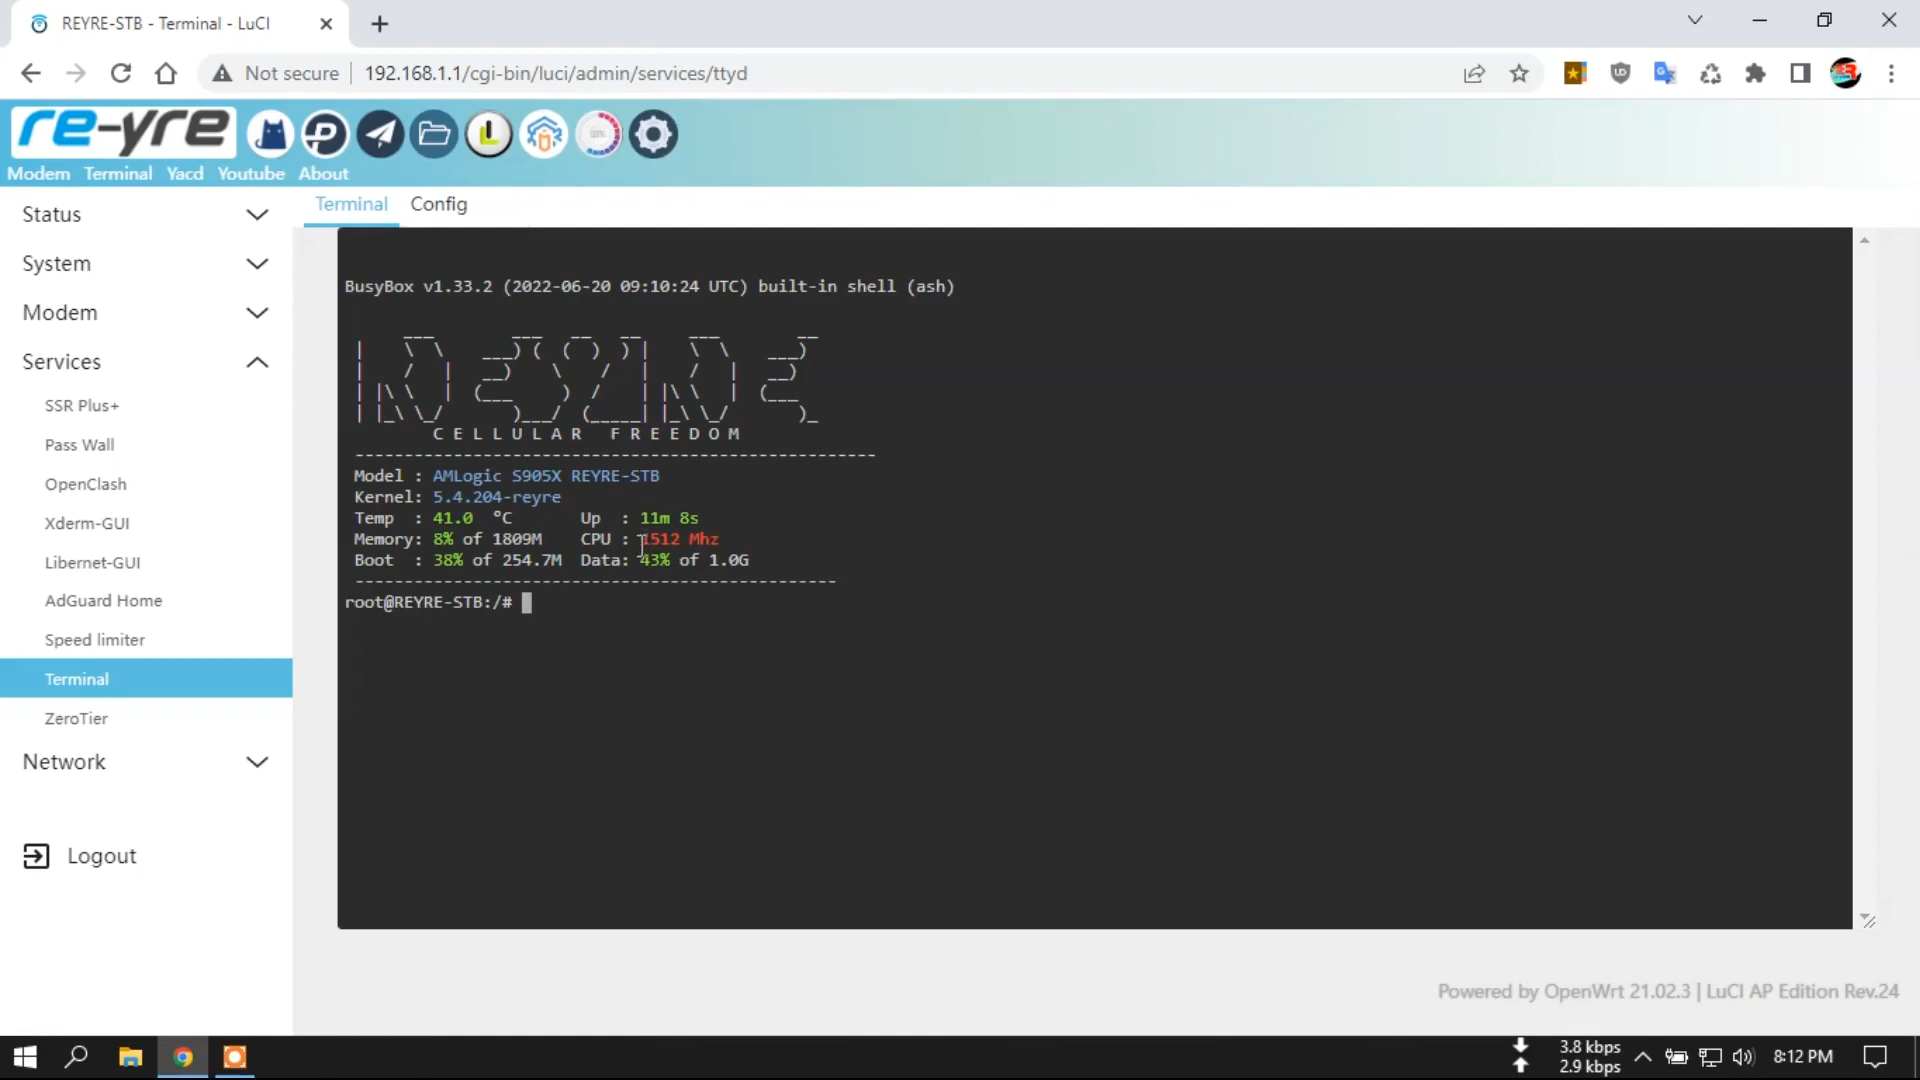 REYRE-STB - Terminal - LuCI
Not secure 192.168.1.1/cgi-bin/luci/admin/services/ttyd
re-yre
Modem Terminal Yacd Youtube About
Status
System
Modem
Services
SSR Plus+
Pass Wall
OpenClash
Xderm-GUI
Libernet-GUI
AdGuard Home
Speed limiter
Terminal
ZeroTier
Network
Logout
Terminal Config
BusyBox v1.33.2 (2022-06-20 09:10:24 UTC) built-in shell (ash)
REYRE
C E L L U L A R   F R E E D O M
Model : AMLogic S905X REYRE-STB
Kernel: 5.4.204-reyre
Temp : 41.0 °C Up : 11m 8s
Memory: 8% of 1809M CPU : 1512 Mhz
Boot : 38% of 254.7M Data: 43% of 1.0G
root@REYRE-STB:/#
Powered by OpenWrt 21.02.3 | LuCI AP Edition Rev.24
3.8 kbps
2.9 kbps
8:12 PM